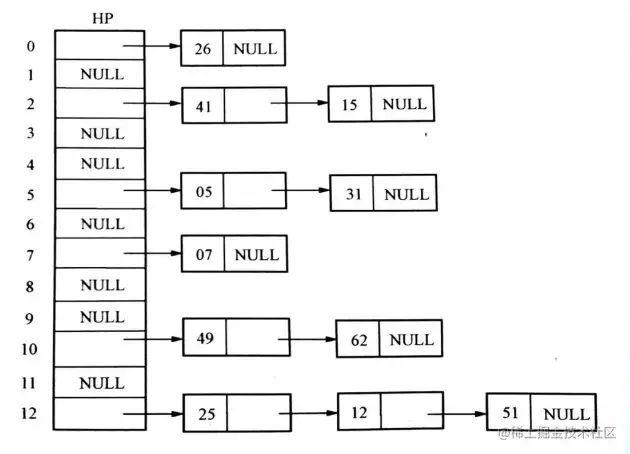 HP
0 26 NULL
1 NULL
2 41 15 NULL
3 NULL
4 NULL
5 05 31 NULL
6 NULL
7 07 NULL
8 NULL
9 NULL
10 49 62 NULL
11 NULL
12 25 12 51 NULL
@稀土掘金技术社区